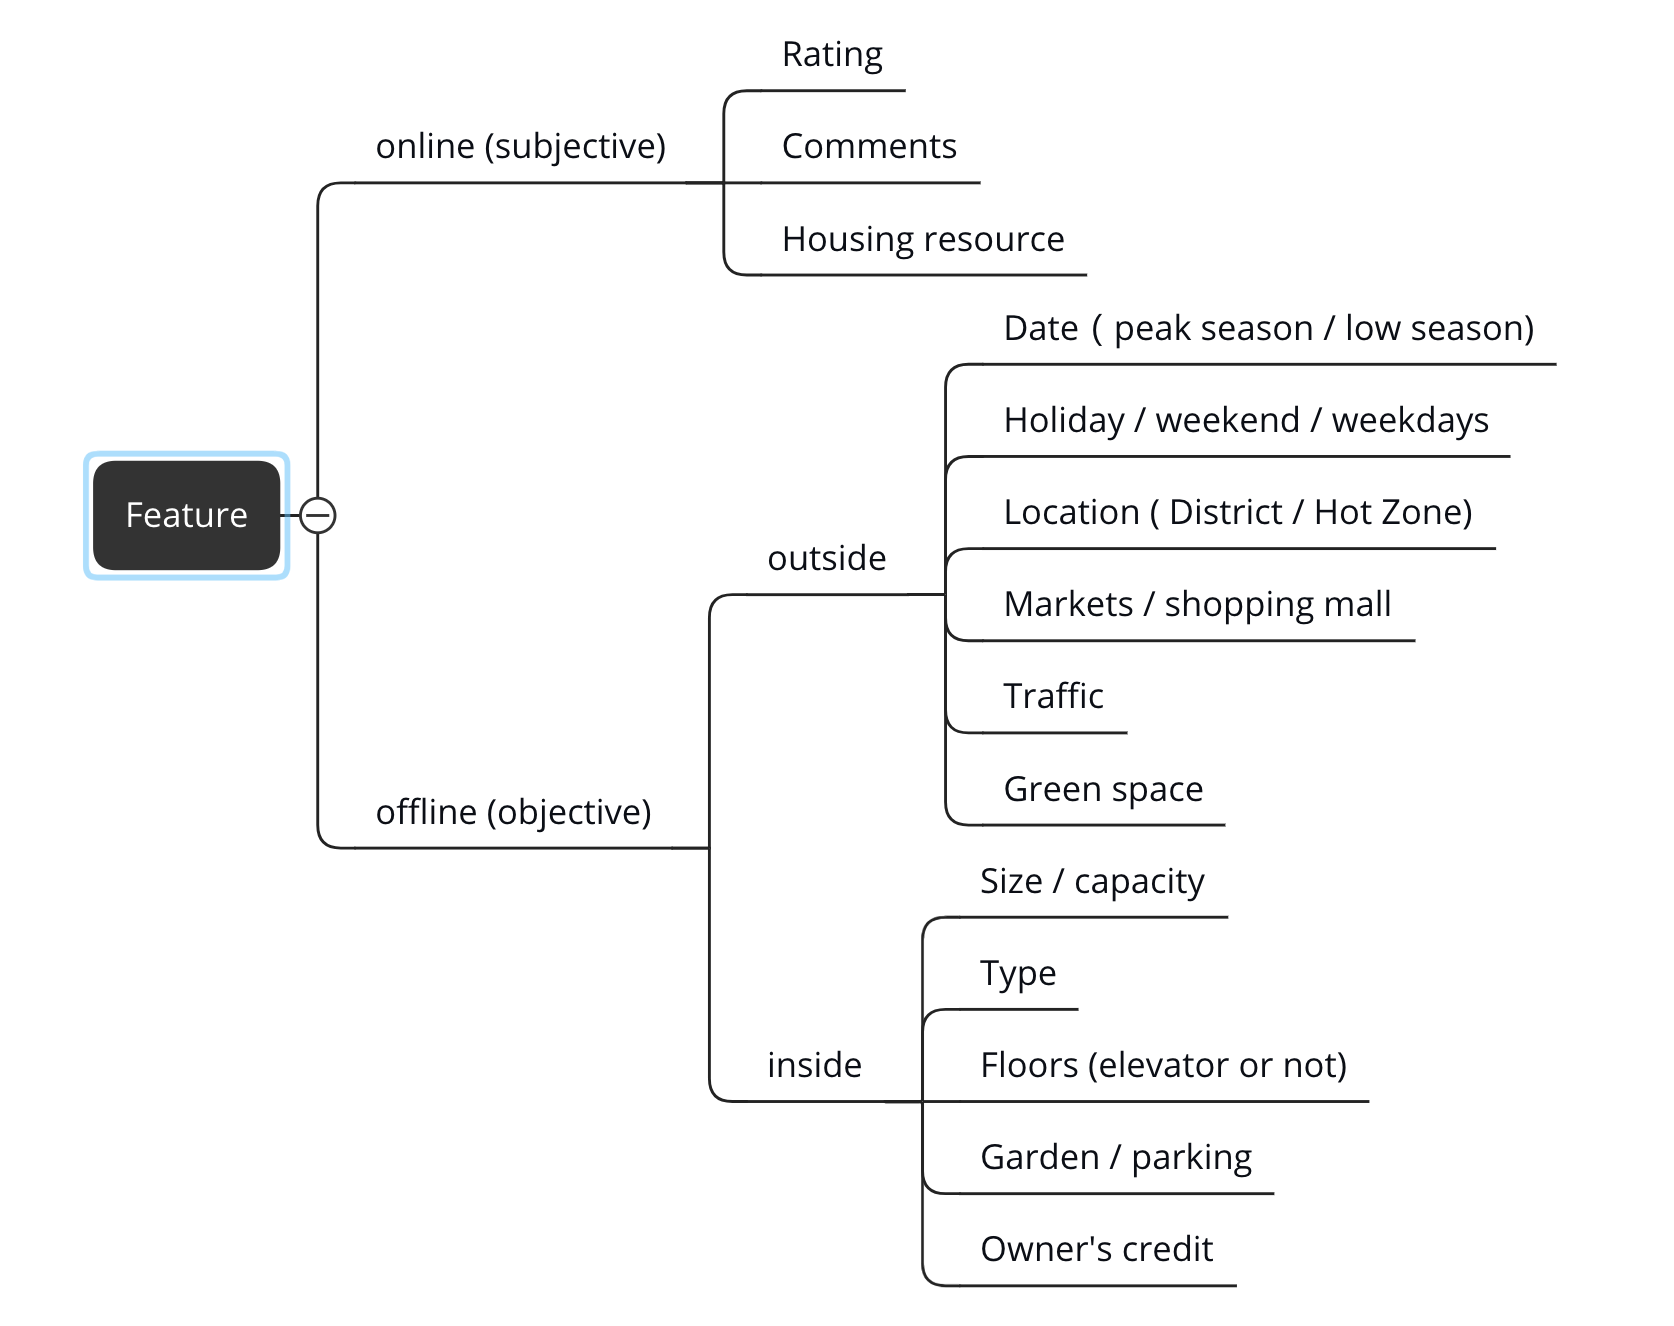 Feature
online (subjective)
Rating
Comments
Housing resource
offline (objective)
outside
Date ( peak season / low season)
Holiday / weekend / weekdays
Location ( District / Hot Zone)
Markets / shopping mall
Traffic
Green space
inside
Size / capacity
Type
Floors (elevator or not)
Garden / parking
Owner's credit